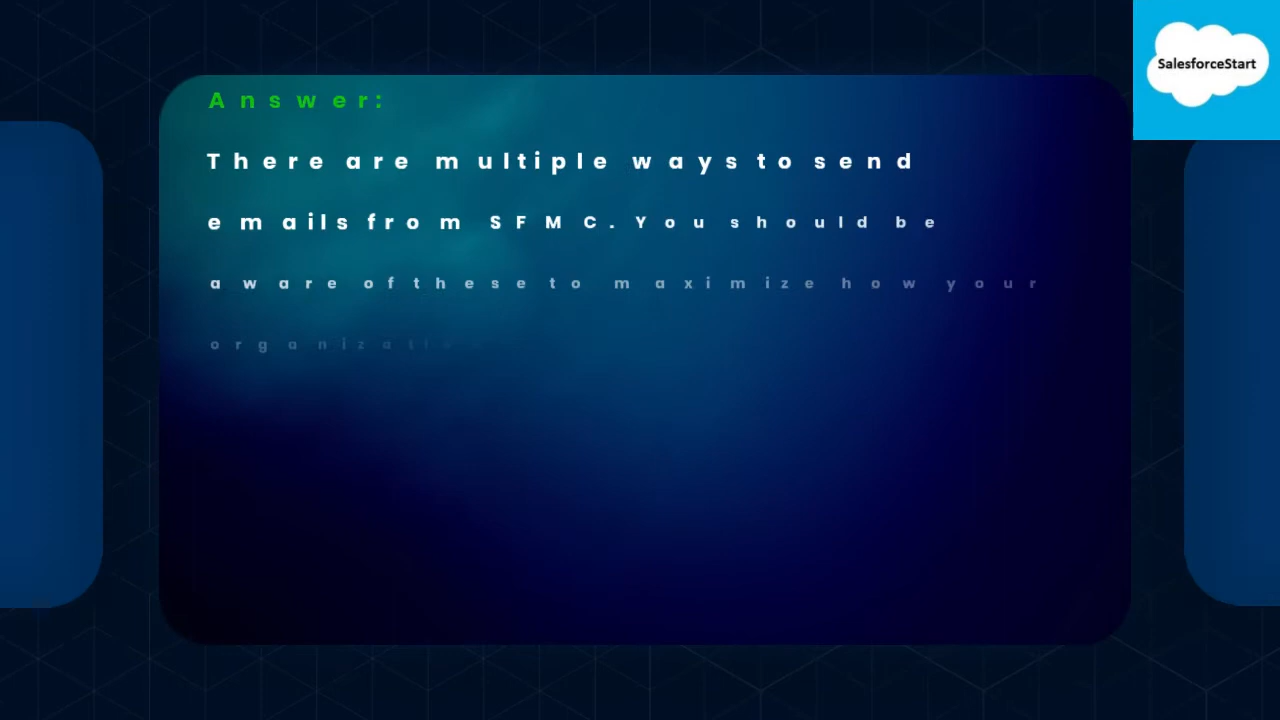 SalesforceStart
Answer:
There are multiple ways to send
emails from SFMC. You should be
aware of these to maximize how your